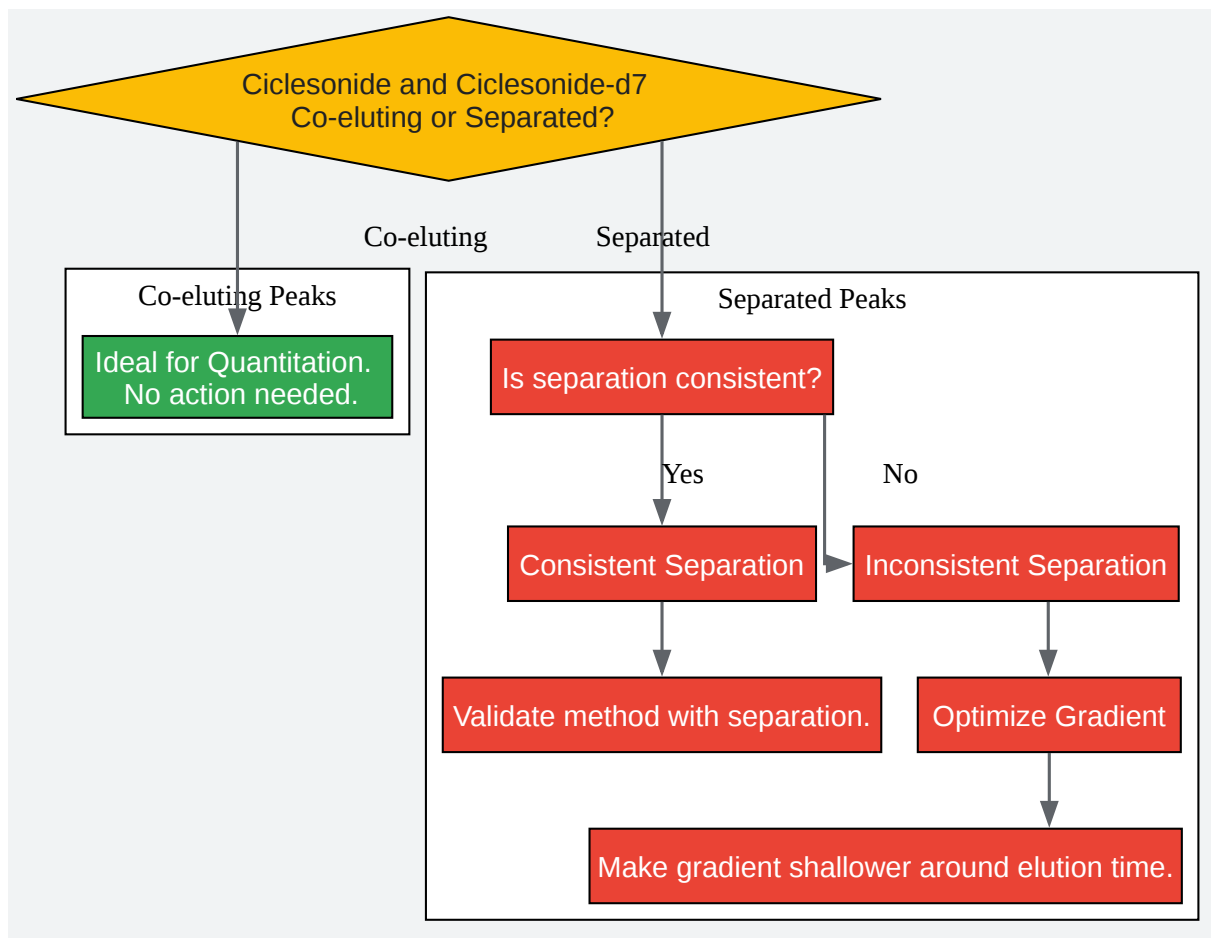 Ciclesonide and Ciclesonide-d7
Co-eluting or Separated?
Co-eluting
Separated
Co-eluting Peaks
Ideal for Quantitation.
No action needed.
Separated Peaks
Is separation consistent?
Yes
No
Consistent Separation
Inconsistent Separation
Validate method with separation.
Optimize Gradient
Make gradient shallower around elution time.